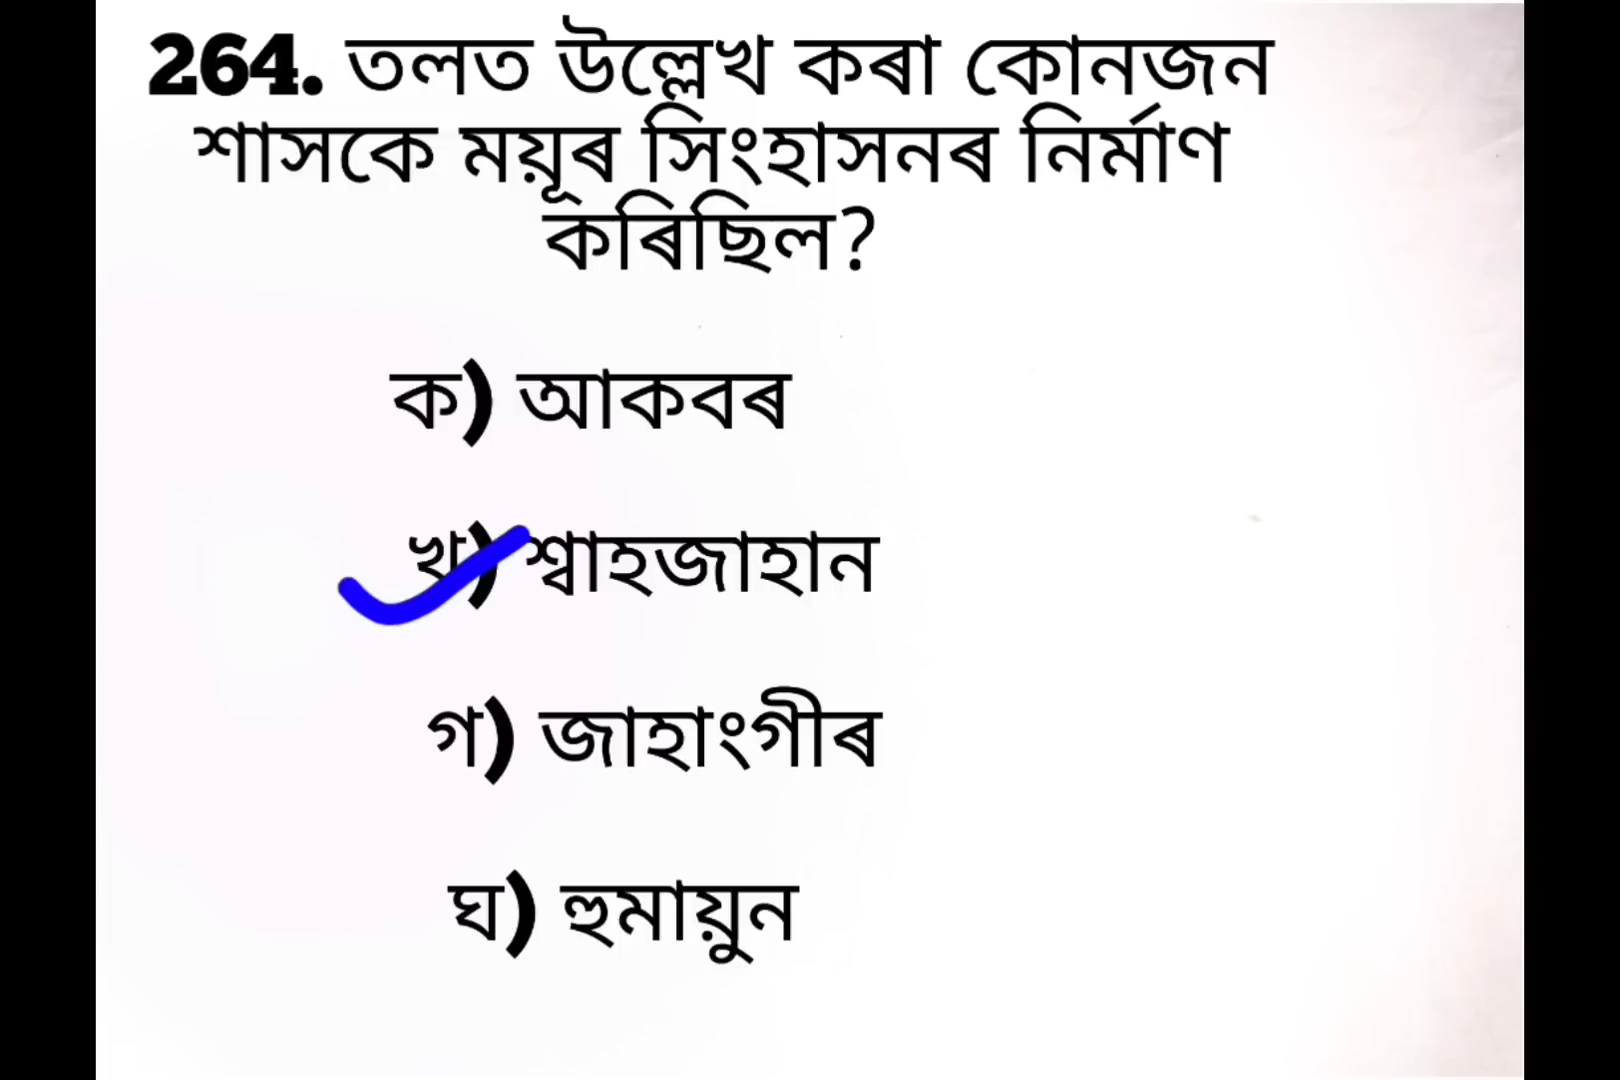 264. তলত উল্লেখ কৰা কোনজন
শাসকে ময়ূৰ সিংহাসনৰ নিৰ্মাণ
কৰিছিল?
ক) আকবৰ
খ) শ্বাহজাহান
গ) জাহাংগীৰ
ঘ) হুমায়ুন